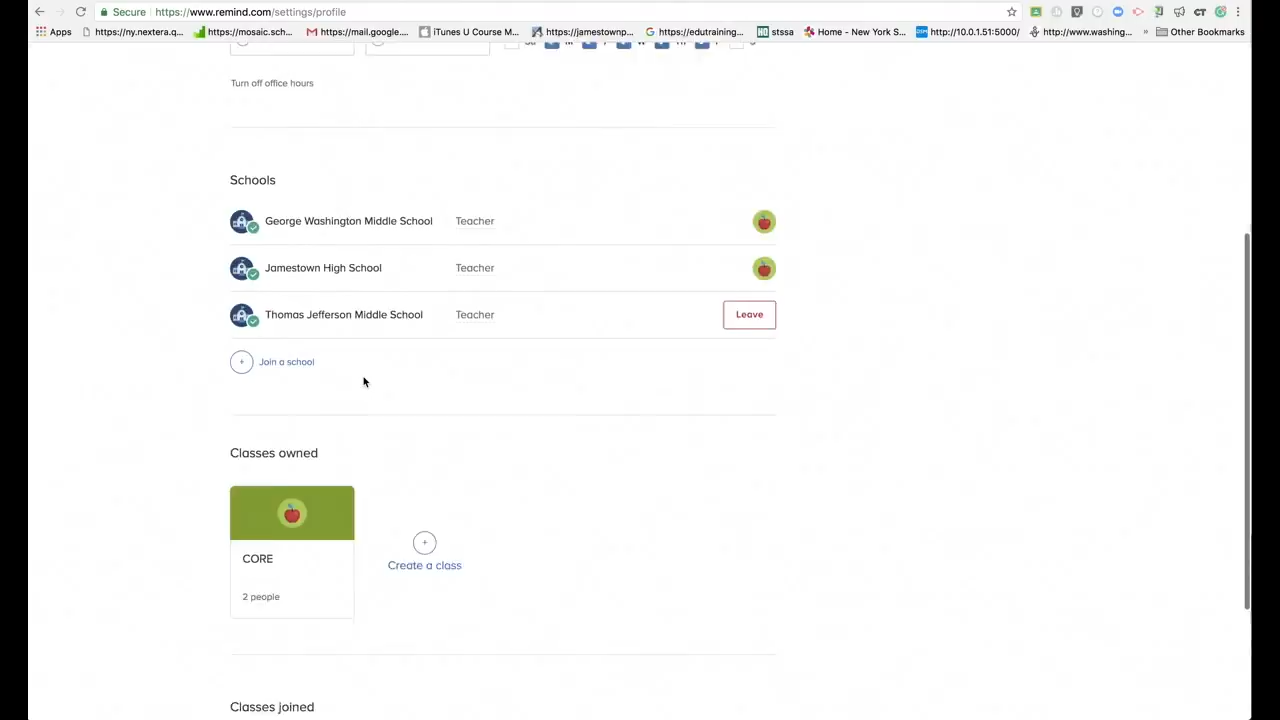 Secure https://www.remind.com/settings/profile
Apps https://ny.nextera.q... https://mosaic.sch... https://mail.google.... iTunes U Course M... https://jamestownp... https://edutraining... stssa Home - New York S... http://10.0.1.51:5000/ http://www.washing... » Other Bookmarks
Turn off office hours
Schools
George Washington Middle School Teacher
Jamestown High School Teacher
Thomas Jefferson Middle School Teacher Leave
+ Join a school
Classes owned
CORE
+
Create a class
2 people
Classes joined